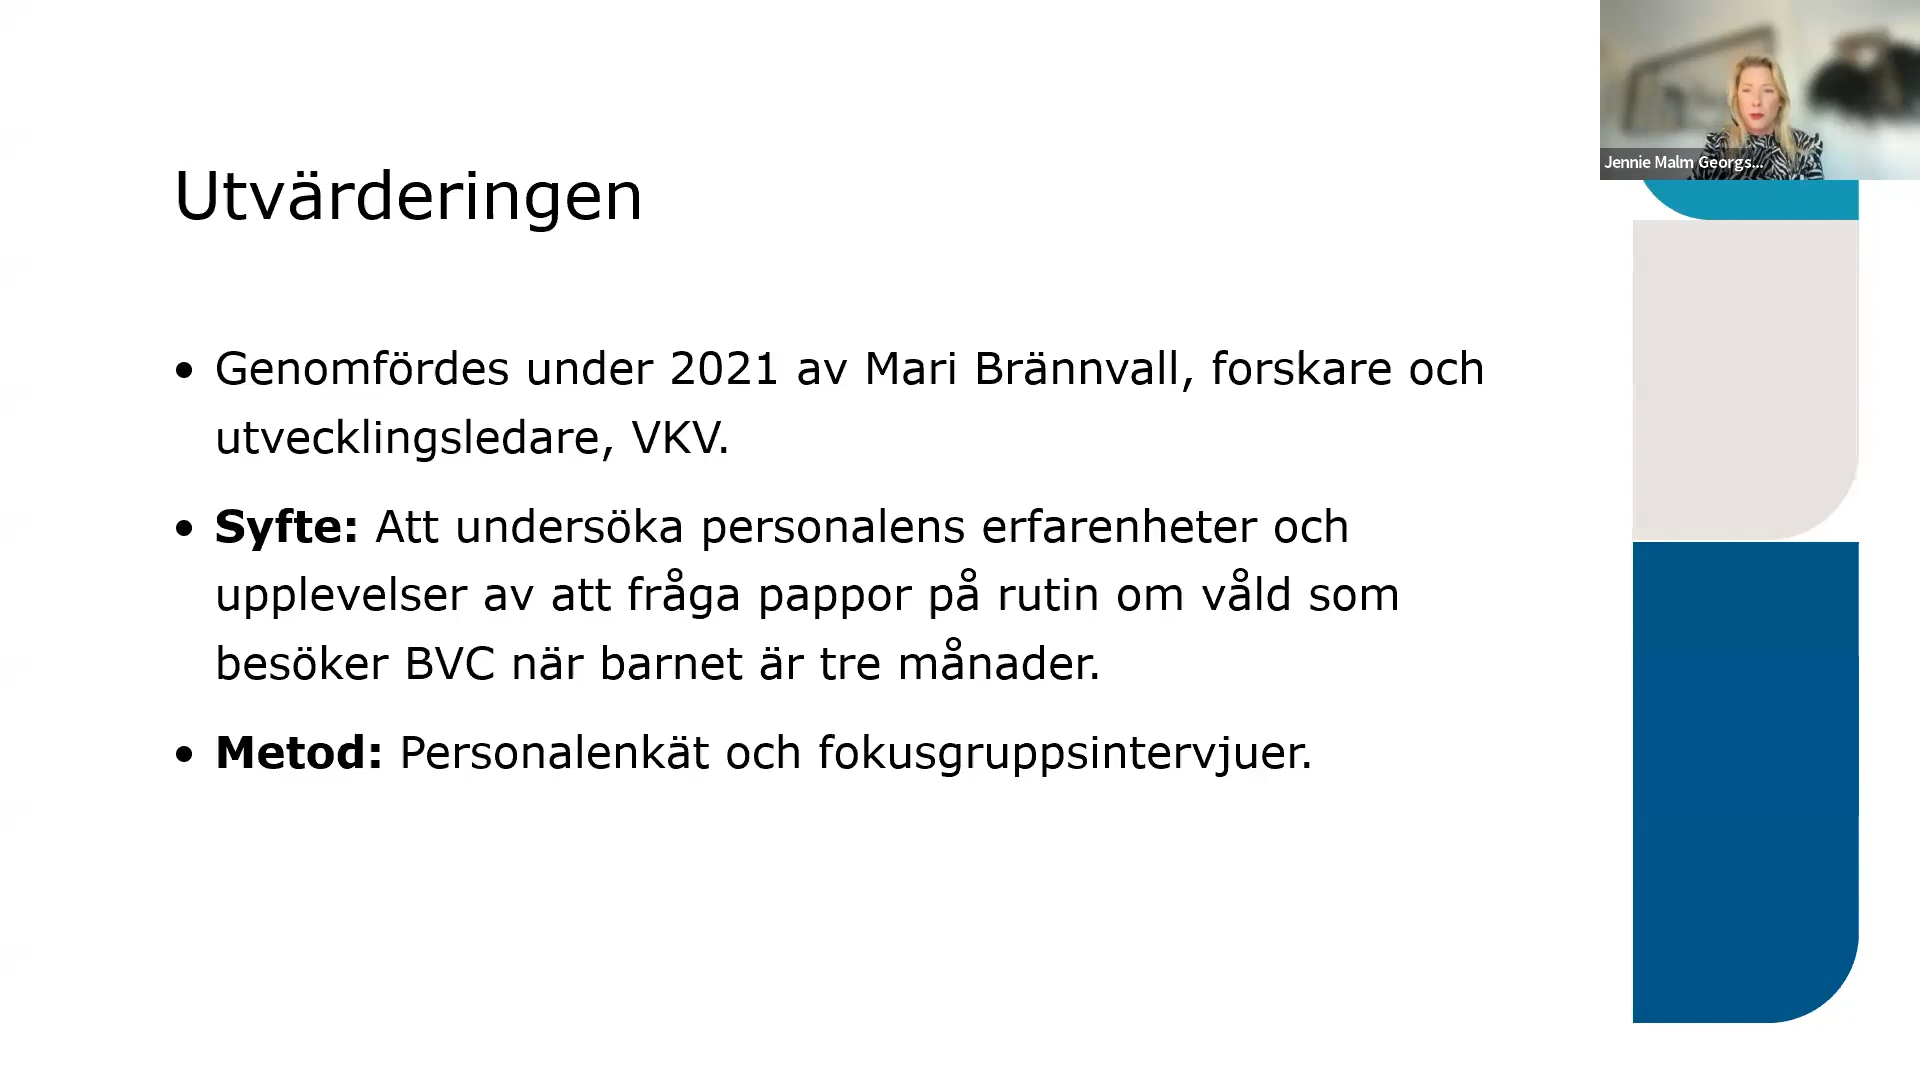 Jennie Malm Georgs...
Utvärderingen
• Genomfördes under 2021 av Mari Brännvall, forskare och
utvecklingsledare, VKV.
• Syfte: Att undersöka personalens erfarenheter och
upplevelser av att fråga pappor på rutin om våld som
besöker BVC när barnet är tre månader.
• Metod: Personalenkät och fokusgruppsintervjuer.